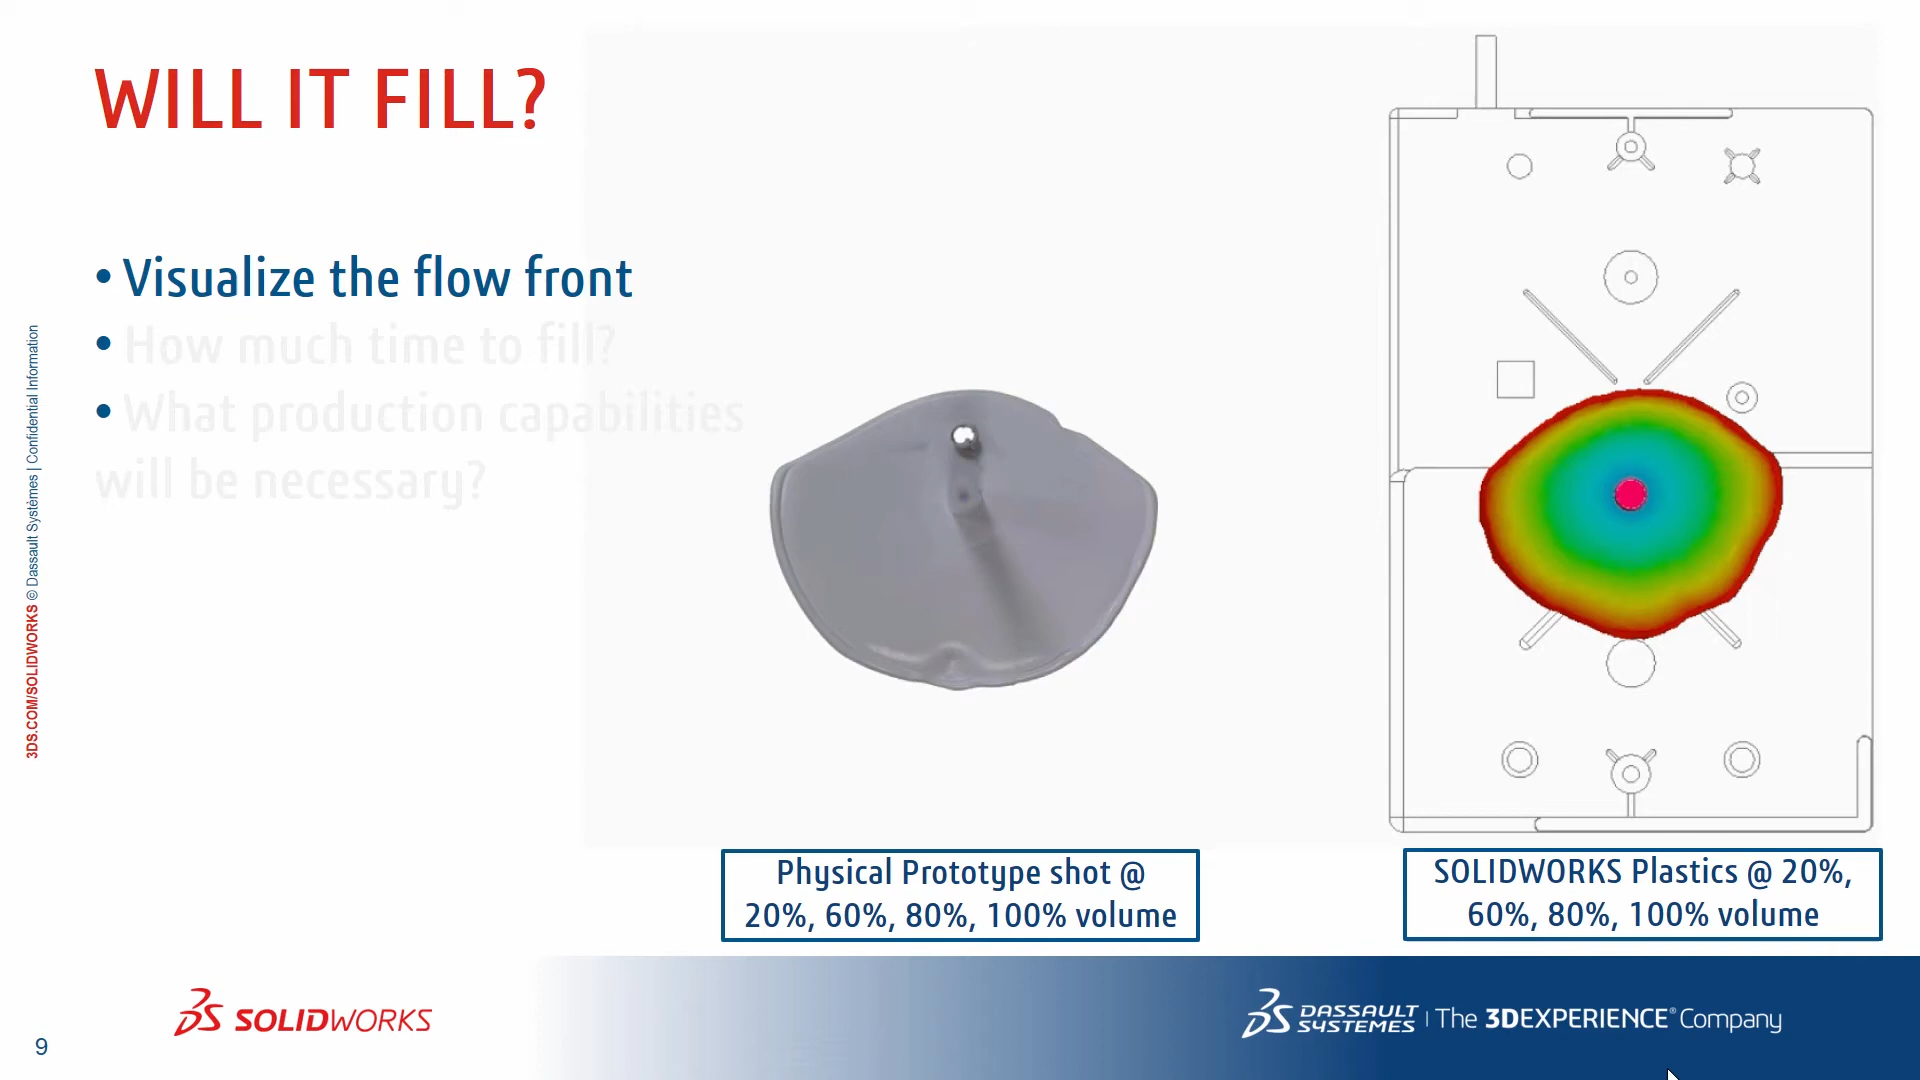 WILL IT FILL?
• Visualize the flow front
• How much time to fill?
• What production capabilities
will be necessary?
3DS.COM/SOLIDWORKS © Dassault Systèmes | Confidential Information
Physical Prototype shot @
20%, 60%, 80%, 100% volume
SOLIDWORKS Plastics @ 20%,
60%, 80%, 100% volume
SOLIDWORKS
DASSAULT
SYSTEMES
The 3DEXPERIENCE® Company
9